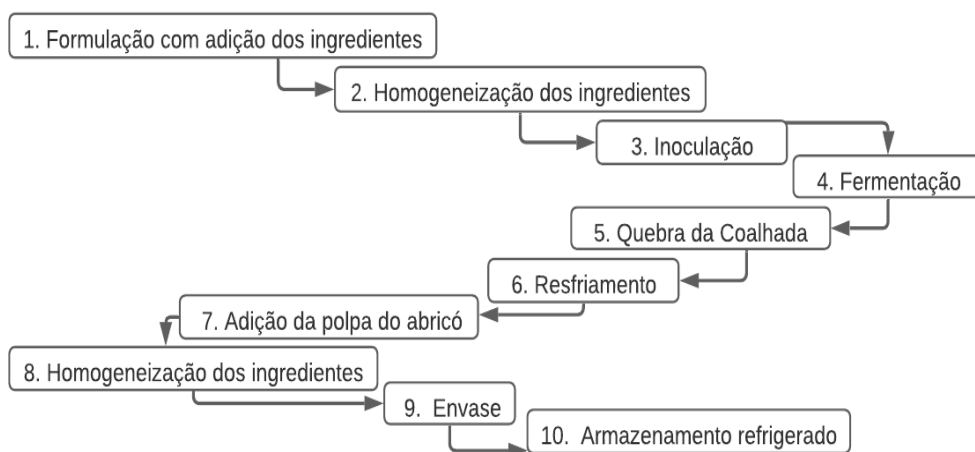 1. Formulação com adição dos ingredientes
2. Homogeneização dos ingredientes
3. Inoculação
4. Fermentação
5. Quebra da Coalhada
6. Resfriamento
7. Adição da polpa do abricó
8. Homogeneização dos ingredientes
9. Envase
10. Armazenamento refrigerado